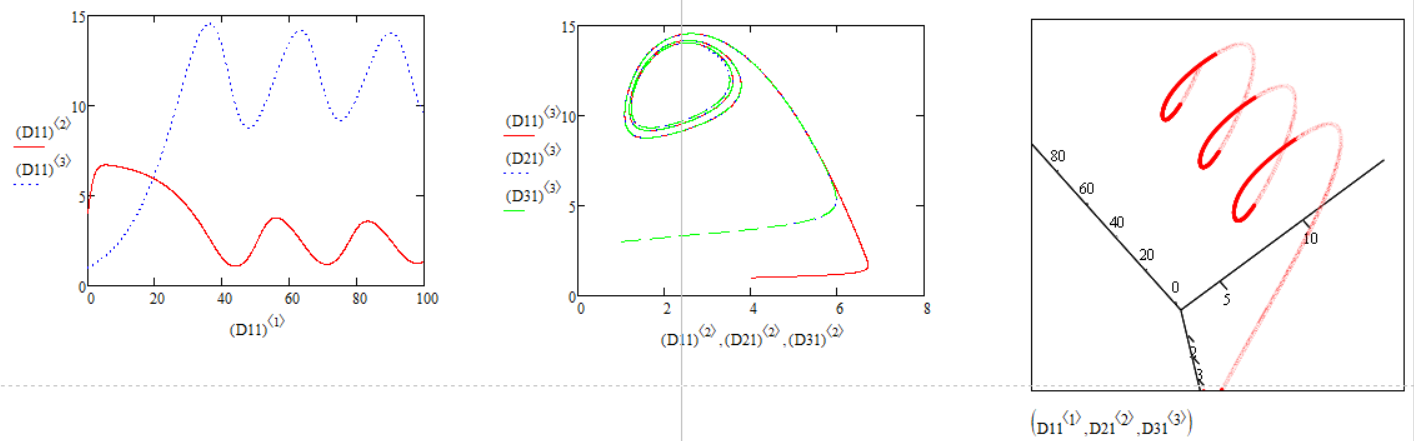 15
10
5
0
0 20 40 60 80 100
(D11)⟨2⟩
(D11)⟨3⟩
(D11)⟨1⟩
15
10
5
0
0 2 4 6 8
(D11)⟨3⟩
(D21)⟨3⟩
(D31)⟨3⟩
(D11)⟨2⟩ , (D21)⟨2⟩ , (D31)⟨2⟩
80
60
40
20
0
5
10
2
3
(D11⟨1⟩ , D21⟨2⟩ , D31⟨3⟩)